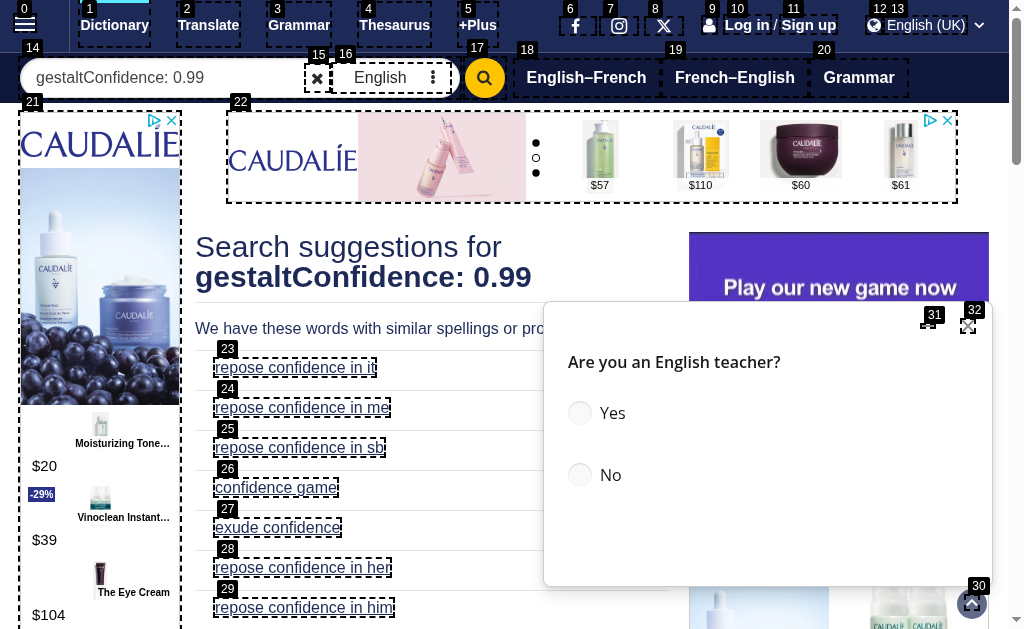 0 1 2 3 4 5 6 7 8 9 10 11 12 13
Dictionary Translate Grammar Thesaurus +Plus Log in / Sign up English (UK)
14 15 16 17 18 19 20
gestaltConfidence: 0.99 English English–French French–English Grammar
21 22
CAUDALIE
CAUDALIE
$57 $110 $60 $61
CAUDALIE
CAUDALIE
Search suggestions for
gestaltConfidence: 0.99
Play our new game now
We have these words with similar spellings or pro
23
repose confidence in it
24
repose confidence in me
25
repose confidence in sb
26
confidence game
27
exude confidence
28
repose confidence in her
29
repose confidence in him
Moisturizing Tone…
$20
-29%
Vinoclean Instant…
$39
The Eye Cream
$104
31 32
Are you an English teacher?
Yes
No
30